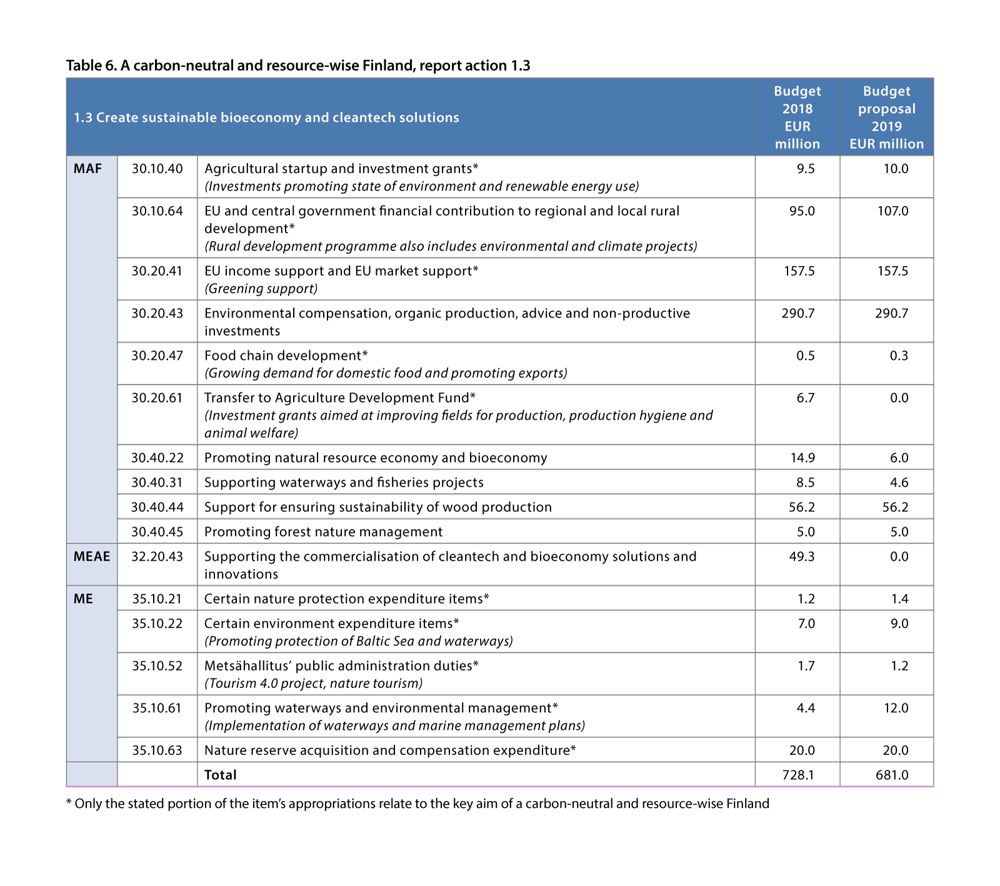 Table 6. A carbon-neutral and resource-wise Finland, report action 1.3
1.3 Create sustainable bioeconomy and cleantech solutions
Budget
2018
EUR
million
Budget
proposal
2019
EUR million
MAF 30.10.40 Agricultural startup and investment grants* 9.5 10.0
(Investments promoting state of environment and renewable energy use)
30.10.64 EU and central government financial contribution to regional and local rural 95.0 107.0
development*
(Rural development programme also includes environmental and climate projects)
30.20.41 EU income support and EU market support* 157.5 157.5
(Greening support)
30.20.43 Environmental compensation, organic production, advice and non-productive 290.7 290.7
investments
30.20.47 Food chain development* 0.5 0.3
(Growing demand for domestic food and promoting exports)
30.20.61 Transfer to Agriculture Development Fund* 6.7 0.0
(Investment grants aimed at improving fields for production, production hygiene and
animal welfare)
30.40.22 Promoting natural resource economy and bioeconomy 14.9 6.0
30.40.31 Supporting waterways and fisheries projects 8.5 4.6
30.40.44 Support for ensuring sustainability of wood production 56.2 56.2
30.40.45 Promoting forest nature management 5.0 5.0
MEAE 32.20.43 Supporting the commercialisation of cleantech and bioeconomy solutions and 49.3 0.0
innovations
ME 35.10.21 Certain nature protection expenditure items* 1.2 1.4
35.10.22 Certain environment expenditure items* 7.0 9.0
(Promoting protection of Baltic Sea and waterways)
35.10.52 Metsähallitus’ public administration duties* 1.7 1.2
(Tourism 4.0 project, nature tourism)
35.10.61 Promoting waterways and environmental management* 4.4 12.0
(Implementation of waterways and marine management plans)
35.10.63 Nature reserve acquisition and compensation expenditure* 20.0 20.0
Total 728.1 681.0
* Only the stated portion of the item’s appropriations relate to the key aim of a carbon-neutral and resource-wise Finland